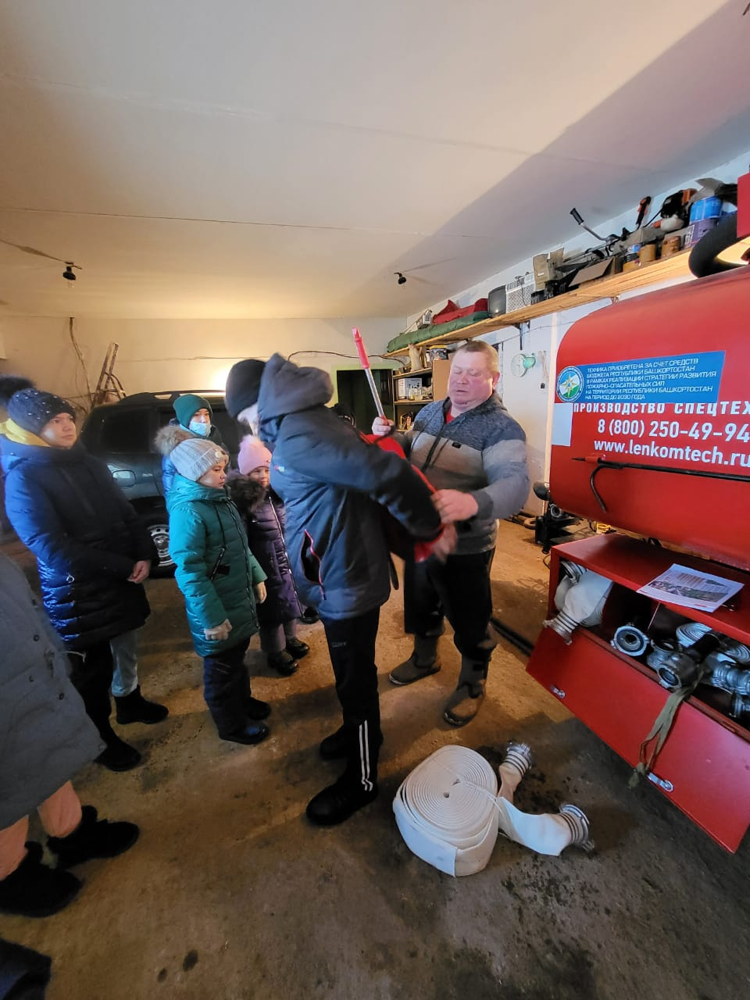 ТЕХНИКА ПРИОБРЕТЕНА ЗА СЧЕТ СРЕДСТВ
БЮДЖЕТА РЕСПУБЛИКИ БАШКОРТОСТАН
В РАМКАХ РЕАЛИЗАЦИИ СТРАТЕГИИ РАЗВИТИЯ
ПОЖАРНО-СПАСАТЕЛЬНЫХ СИЛ
НА ТЕРРИТОРИИ РЕСПУБЛИКИ БАШКОРТОСТАН
НА ПЕРИОД ДО 2030 ГОДА
ПРОИЗВОДСТВО СПЕЦТЕХ
8 (800) 250-49-94
www.lenkomtech.ru